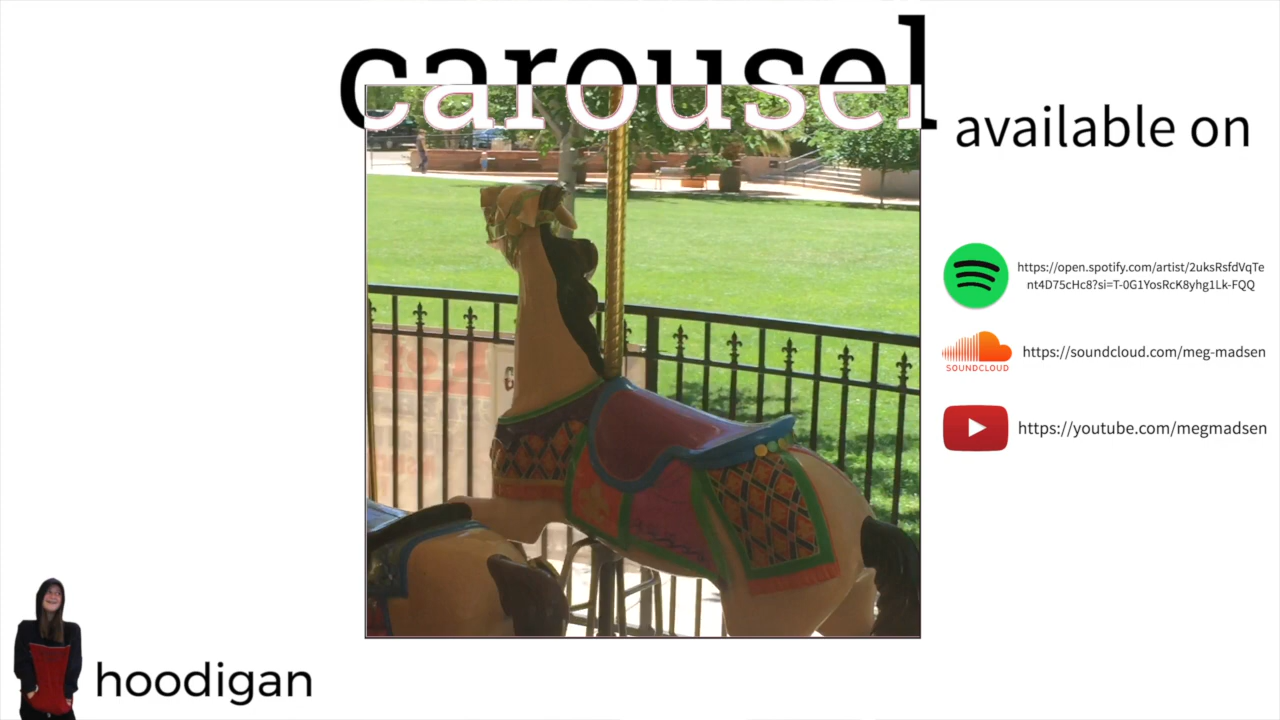 carousel
available on
https://open.spotify.com/artist/2uksRsfdVqTe
nt4D75cHc8?si=T-0G1YosRcK8yhg1Lk-FQQ
SOUNDCLOUD
https://soundcloud.com/meg-madsen
https://youtube.com/megmadsen
hoodigan